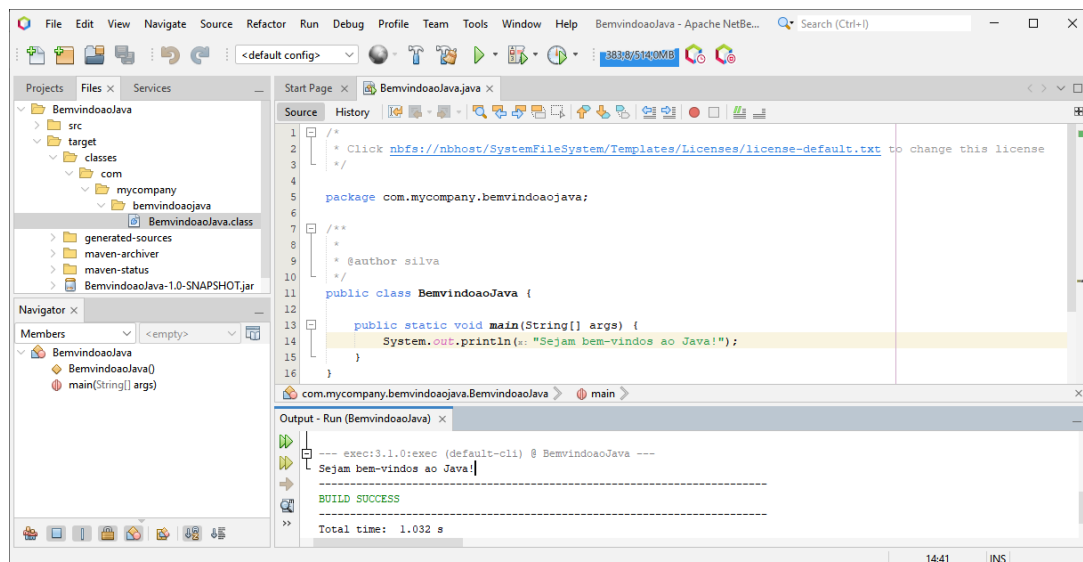 File Edit View Navigate Source Refactor Run Debug Profile Team Tools Window Help BemvindoaoJava - Apache NetBe... Search (Ctrl+I)
<default config> 383,8/514,0MB
Projects Files Services
BemvindoaoJava
src
target
classes
com
mycompany
bemvindoaojava
BemvindoaoJava.class
generated-sources
maven-archiver
maven-status
BemvindoaoJava-1.0-SNAPSHOT.jar
Navigator
Members <empty>
BemvindoaoJava
BemvindoaoJava()
main(String[] args)
Start Page BemvindoaoJava.java
Source History
1 /*
2 * Click nbfs://nbhost/SystemFileSystem/Templates/Licenses/license-default.txt to change this license
3 */
4
5 package com.mycompany.bemvindoaojava;
6
7 /**
8 *
9 * @author silva
10 */
11 public class BemvindoaoJava {
12
13 public static void main(String[] args) {
14 System.out.println(x: "Sejam bem-vindos ao Java!");
15 }
16 }
com.mycompany.bemvindoaojava.BemvindoaoJava main
Output - Run (BemvindoaoJava)
--- exec:3.1.0:exec (default-cli) @ BemvindoaoJava ---
Sejam bem-vindos ao Java!
------------------------------------------------------------------------
BUILD SUCCESS
------------------------------------------------------------------------
Total time: 1.032 s
14:41 INS